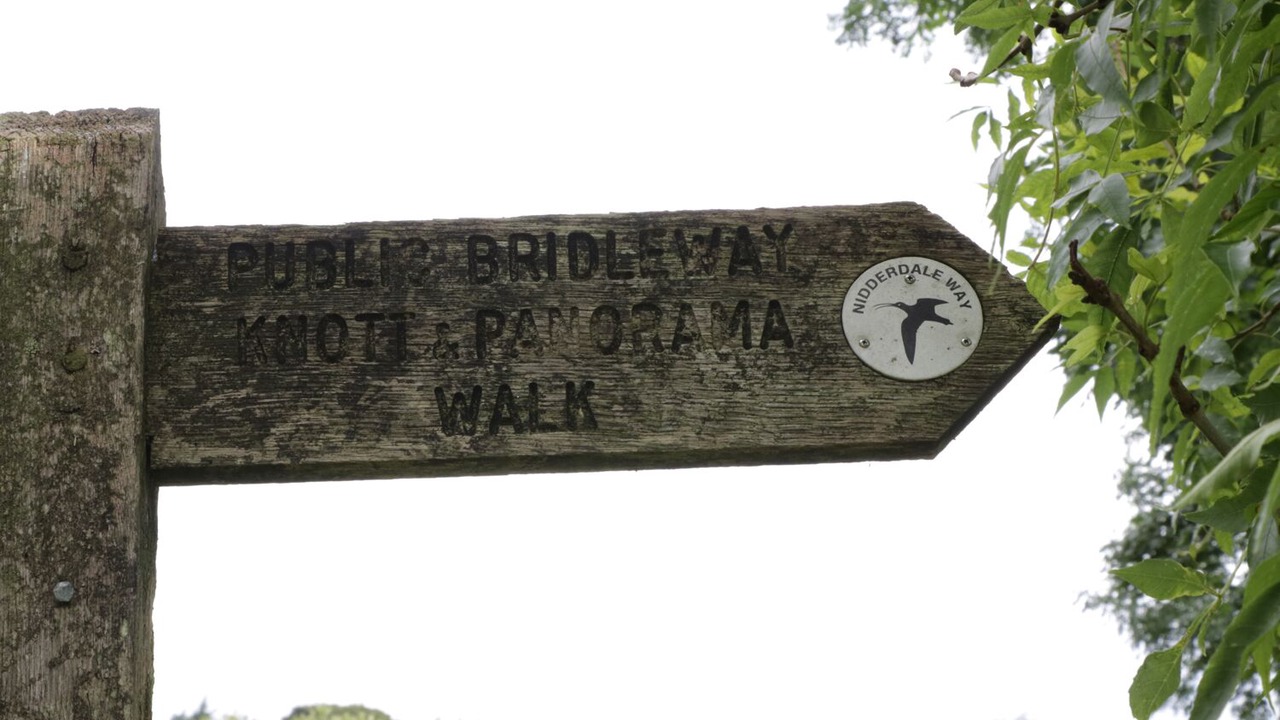 PUBLIC BRIDLEWAY
KNOTT & PANORAMA
WALK
NIDDERDALE WAY